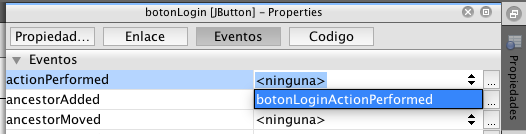 botonLogin [JButton] – Properties
Propiedad... Enlace Eventos Codigo
Eventos
actionPerformed <ninguna> ...
ancestorAdded botonLoginActionPerformed ...
ancestorMoved <ninguna> ...
Propiedades